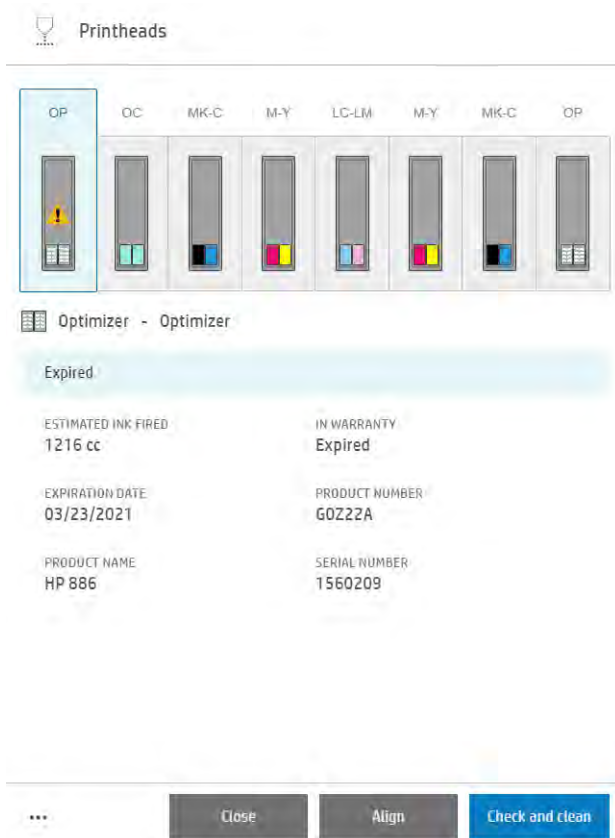 Printheads
OP OC MK-C M-Y LC-LM M-Y MK-C OP
Optimizer - Optimizer
Expired
ESTIMATED INK FIRED IN WARRANTY
1216 cc Expired
EXPIRATION DATE PRODUCT NUMBER
03/23/2021 G0Z22A
PRODUCT NAME SERIAL NUMBER
HP 886 1560209
... Close Align Check and clean